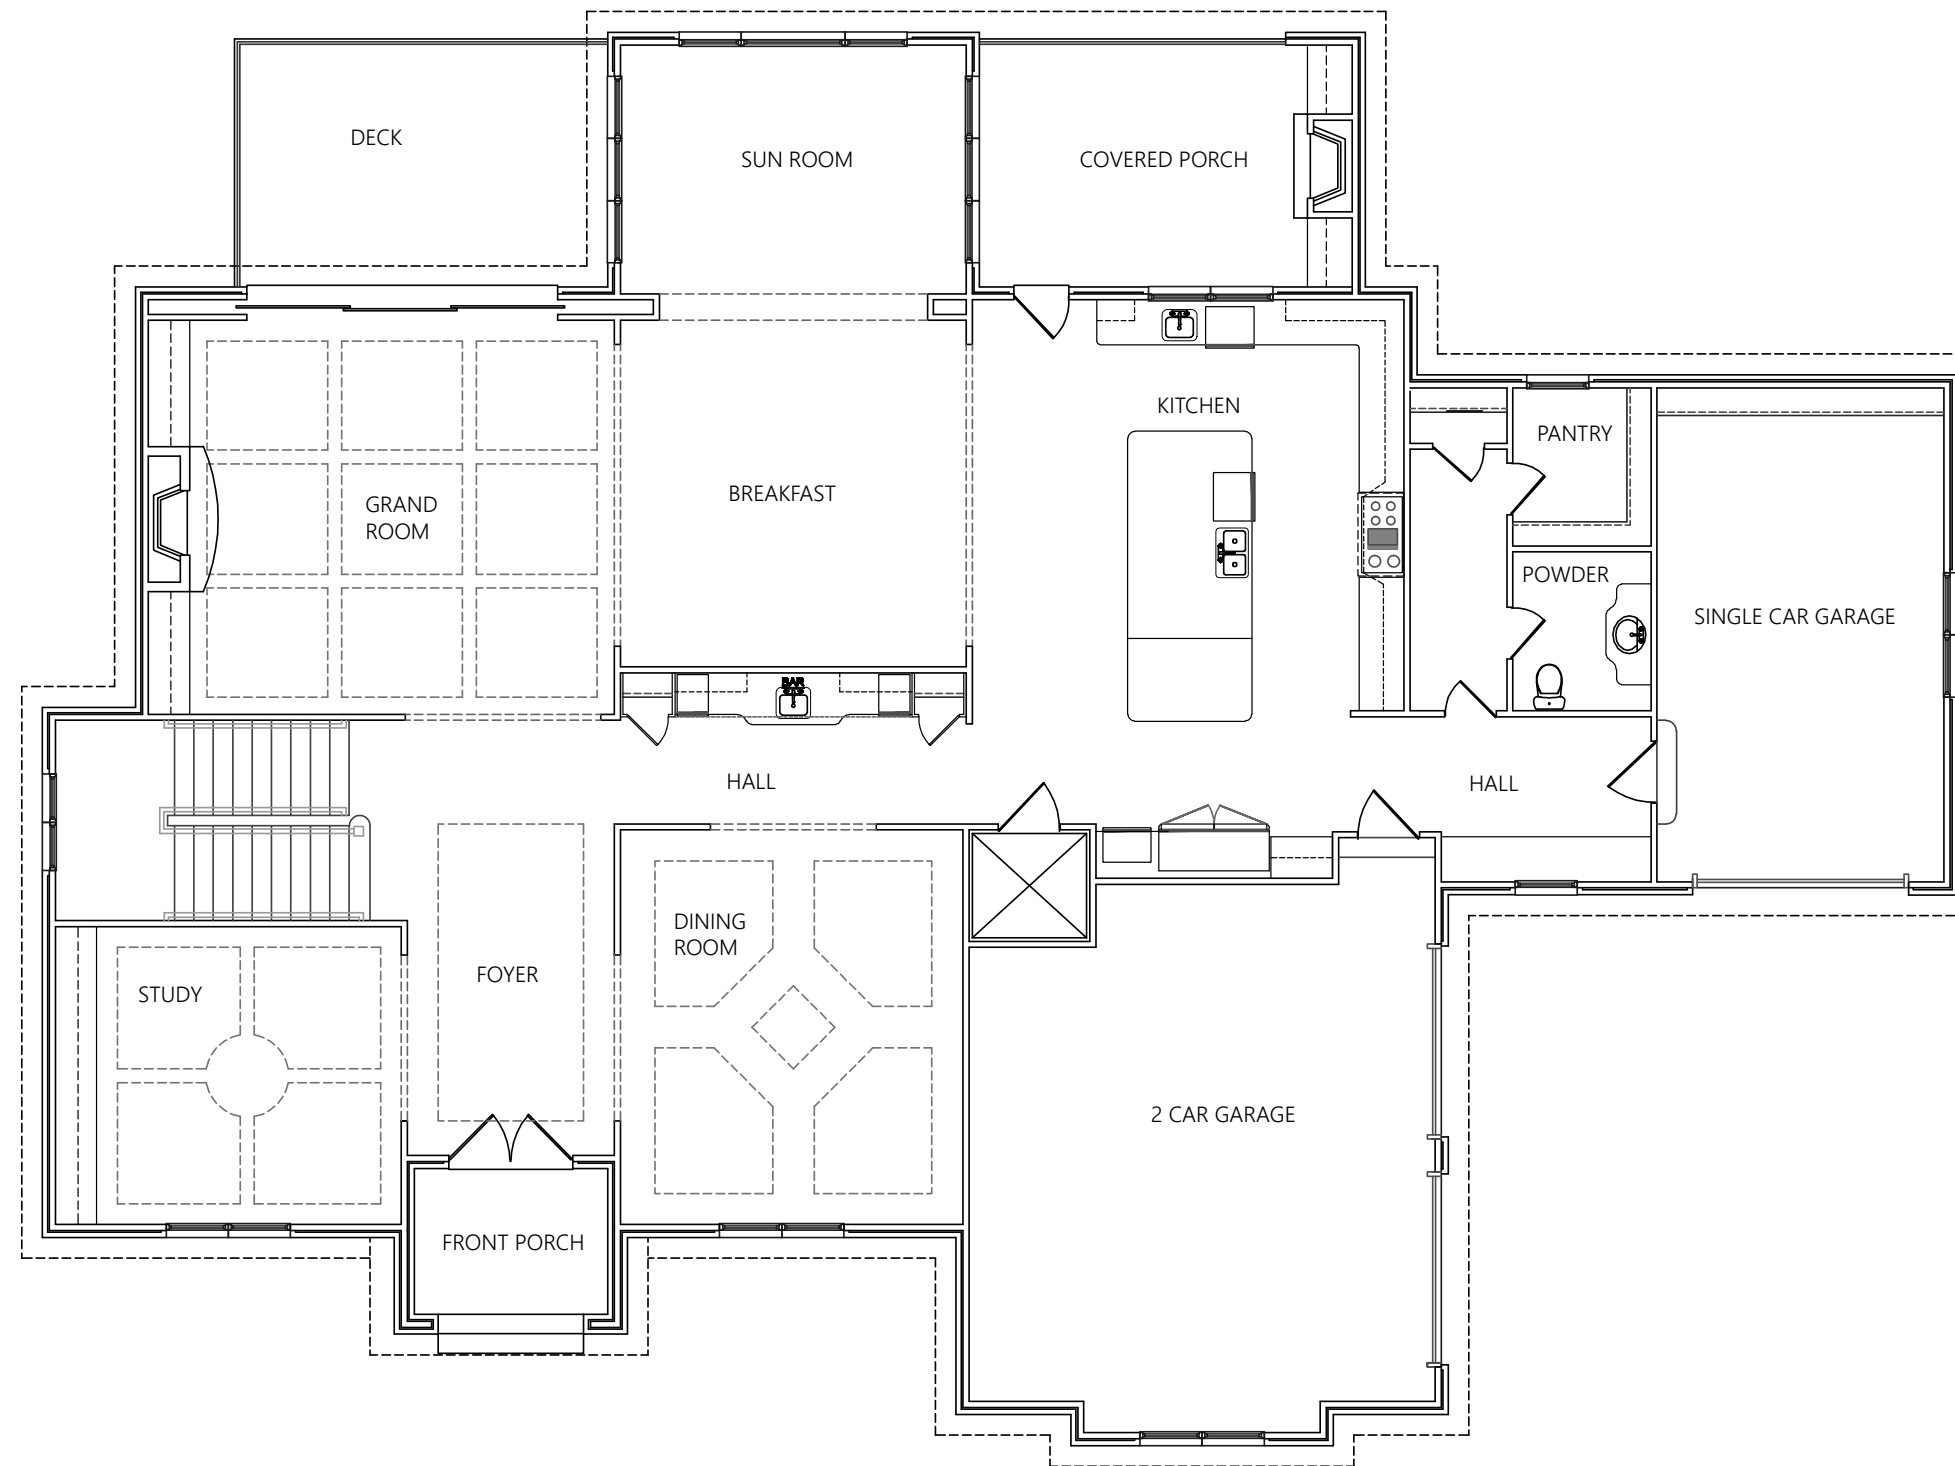 DECK
SUN ROOM
COVERED PORCH
KITCHEN
PANTRY
GRAND
ROOM
BREAKFAST
POWDER
SINGLE CAR GARAGE
BAR
HALL
HALL
DINING
ROOM
STUDY
FOYER
2 CAR GARAGE
FRONT PORCH